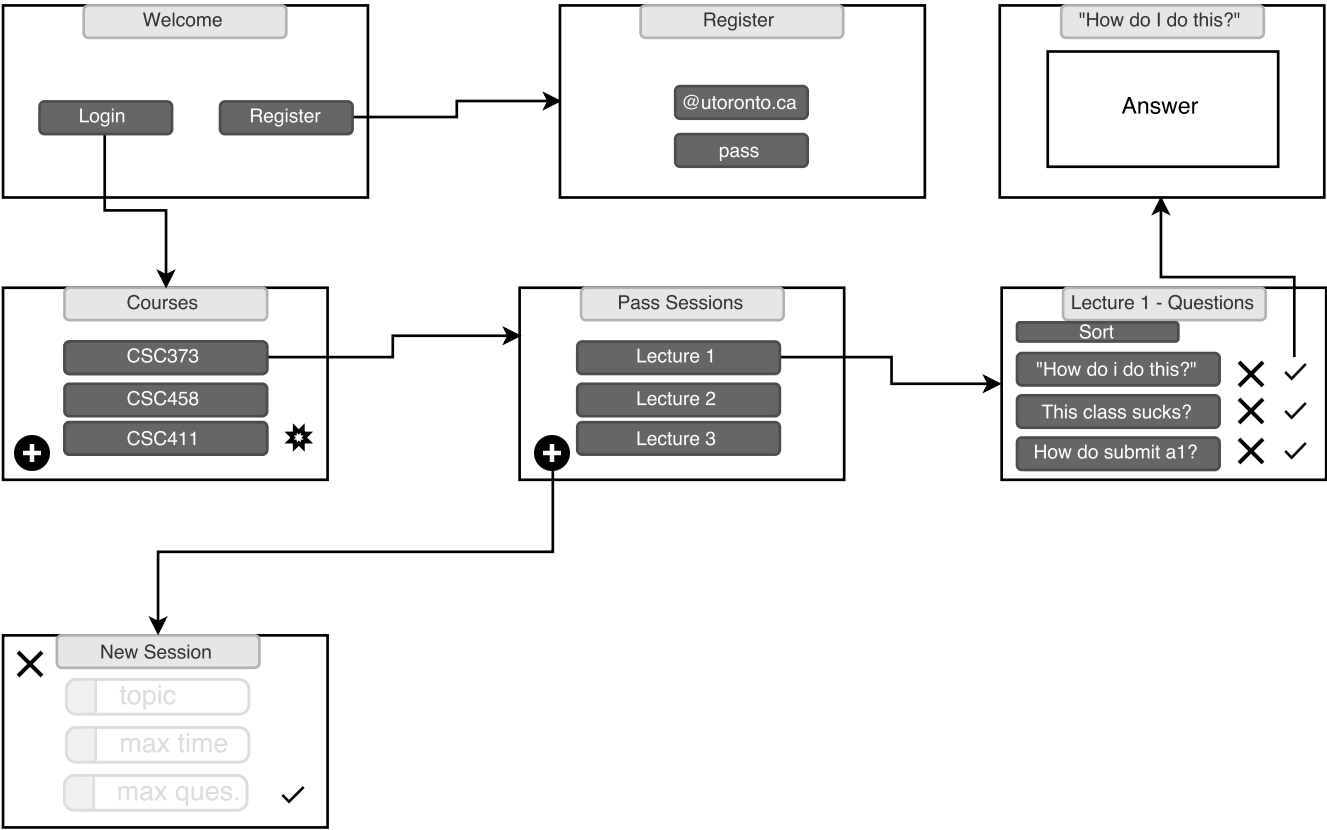 Welcome
Login
Register
Register
@utoronto.ca
pass
"How do I do this?"
Answer
Courses
CSC373
CSC458
CSC411
Pass Sessions
Lecture 1
Lecture 2
Lecture 3
Lecture 1 - Questions
Sort
"How do i do this?"
This class sucks?
How do submit a1?
New Session
topic
max time
max ques.